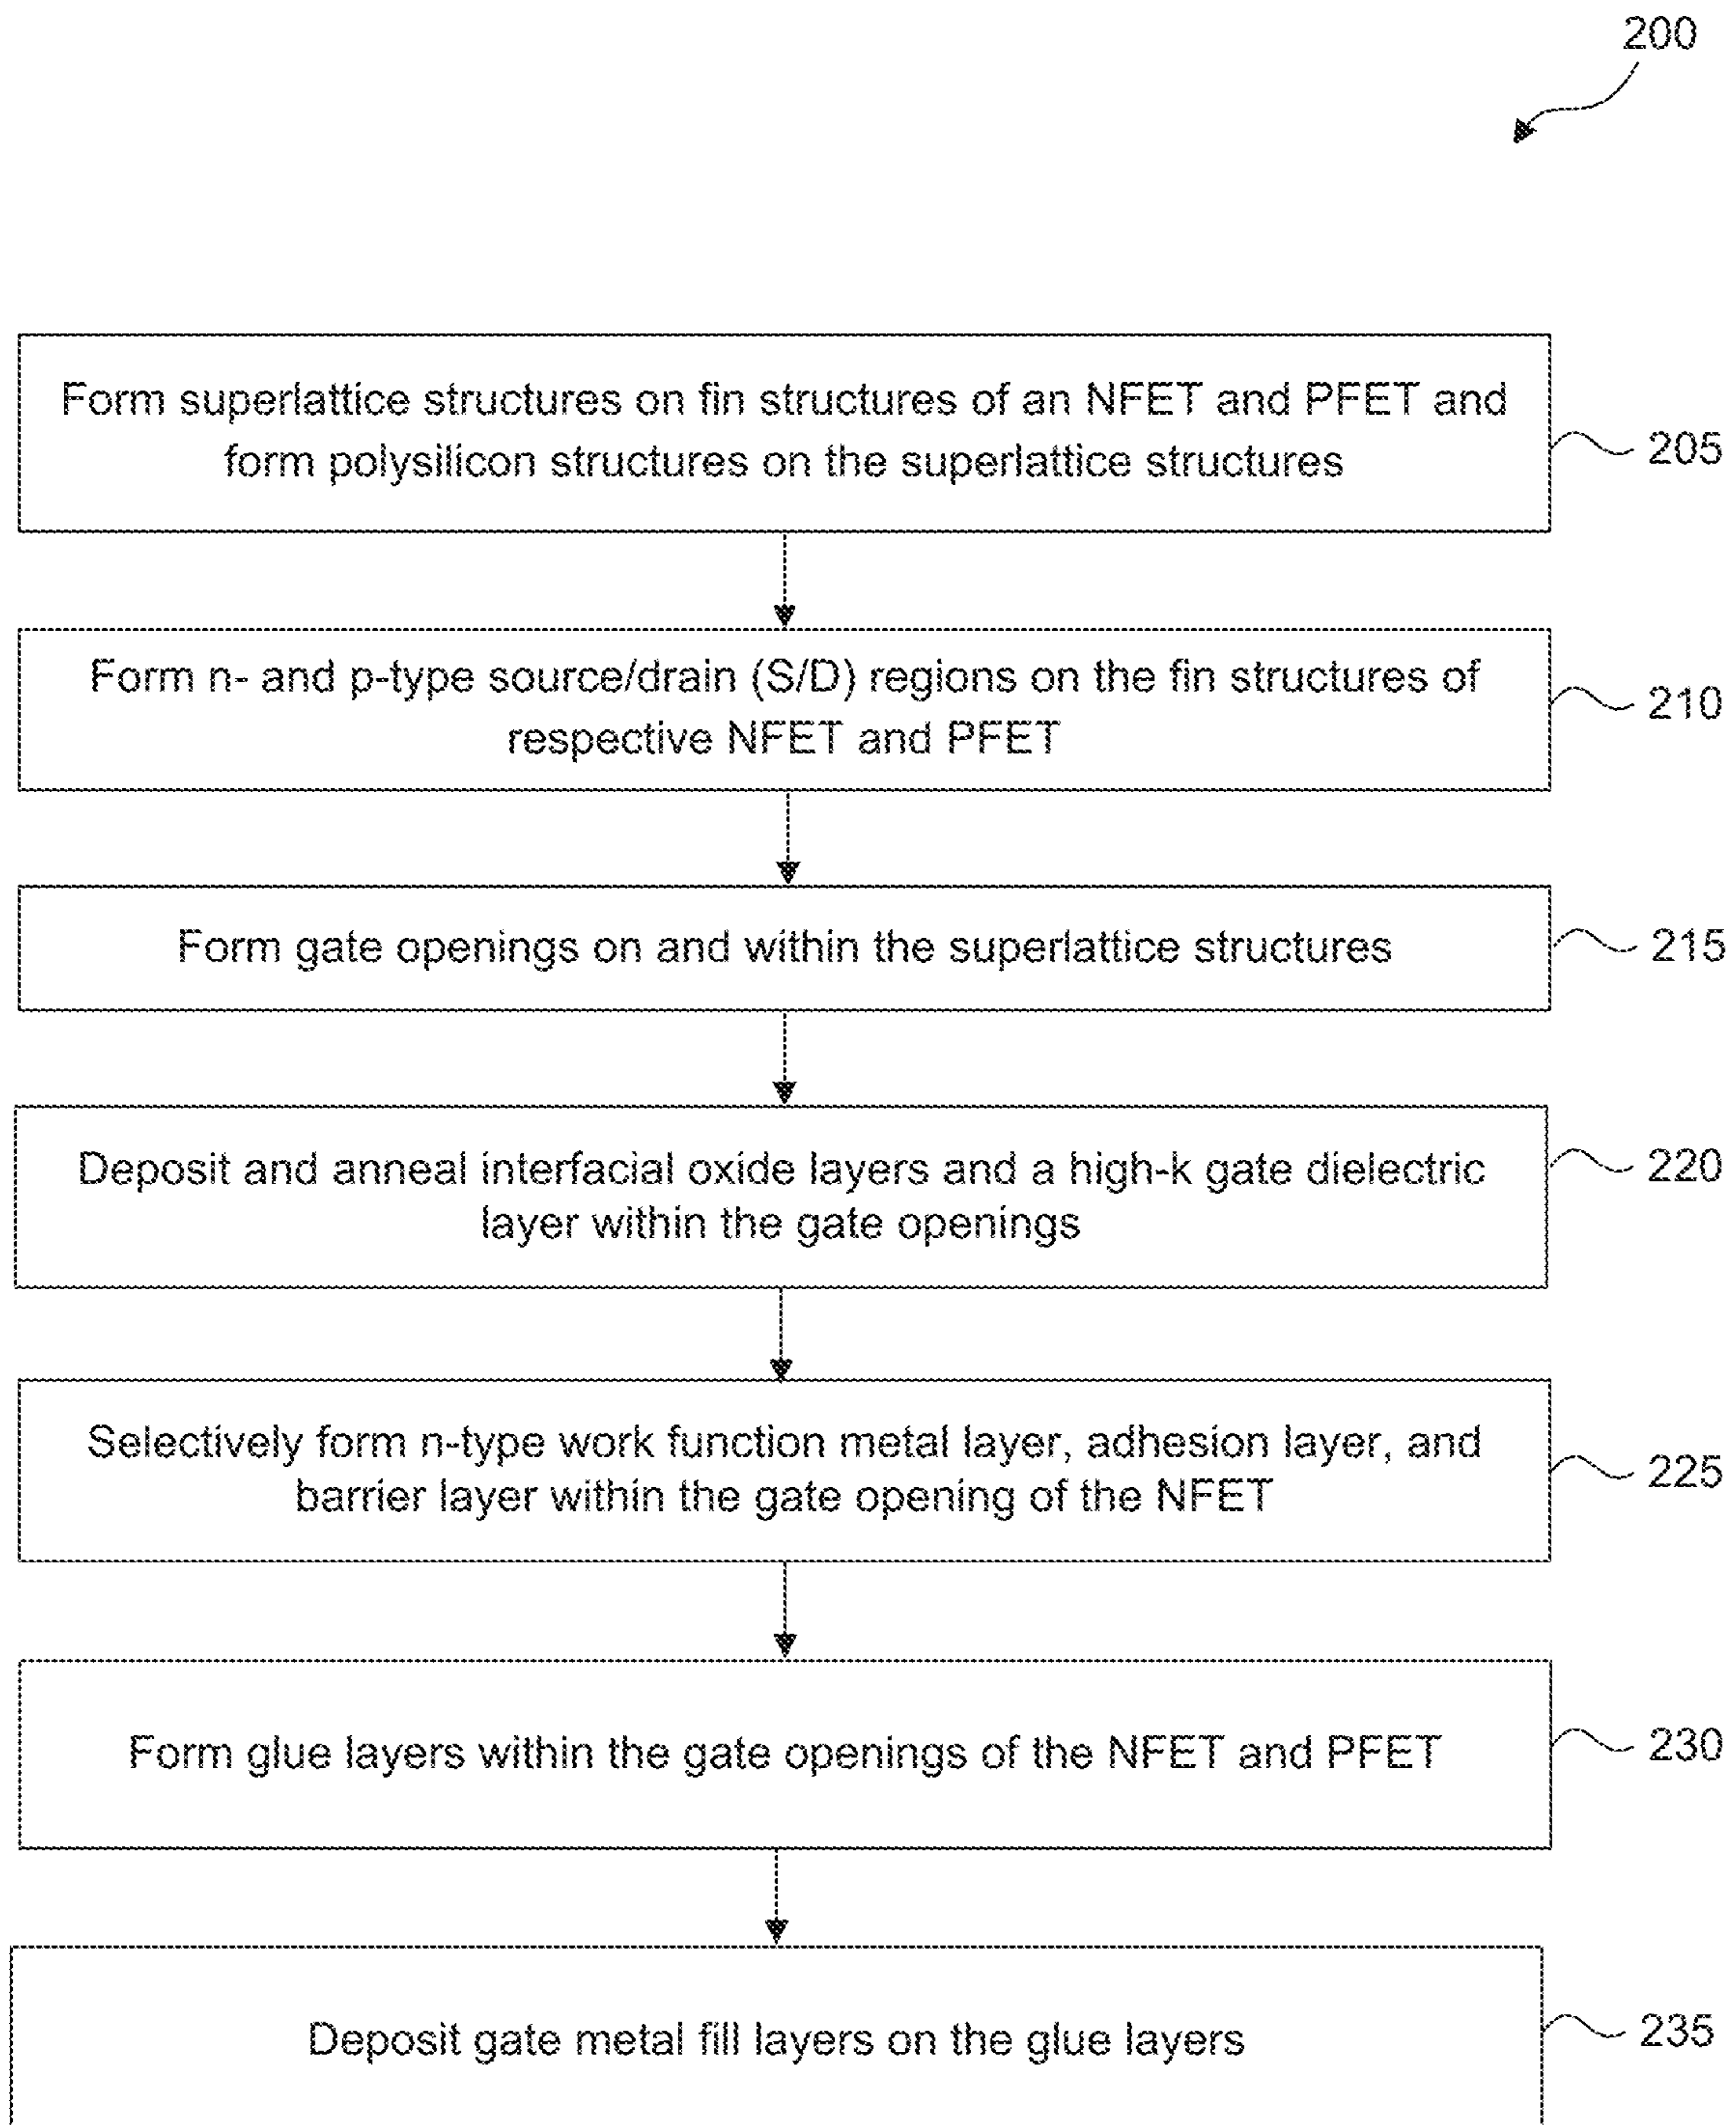 200
Form superlattice structures on fin structures of an NFET and PFET and
form polysilicon structures on the superlattice structures
205
Form n- and p-type source/drain (S/D) regions on the fin structures of
respective NFET and PFET
210
Form gate openings on and within the superlattice structures
215
Deposit and anneal interfacial oxide layers and a high-k gate dielectric
layer within the gate openings
220
Selectively form n-type work function metal layer, adhesion layer, and
barrier layer within the gate opening of the NFET
225
Form glue layers within the gate openings of the NFET and PFET
230
Deposit gate metal fill layers on the glue layers
235